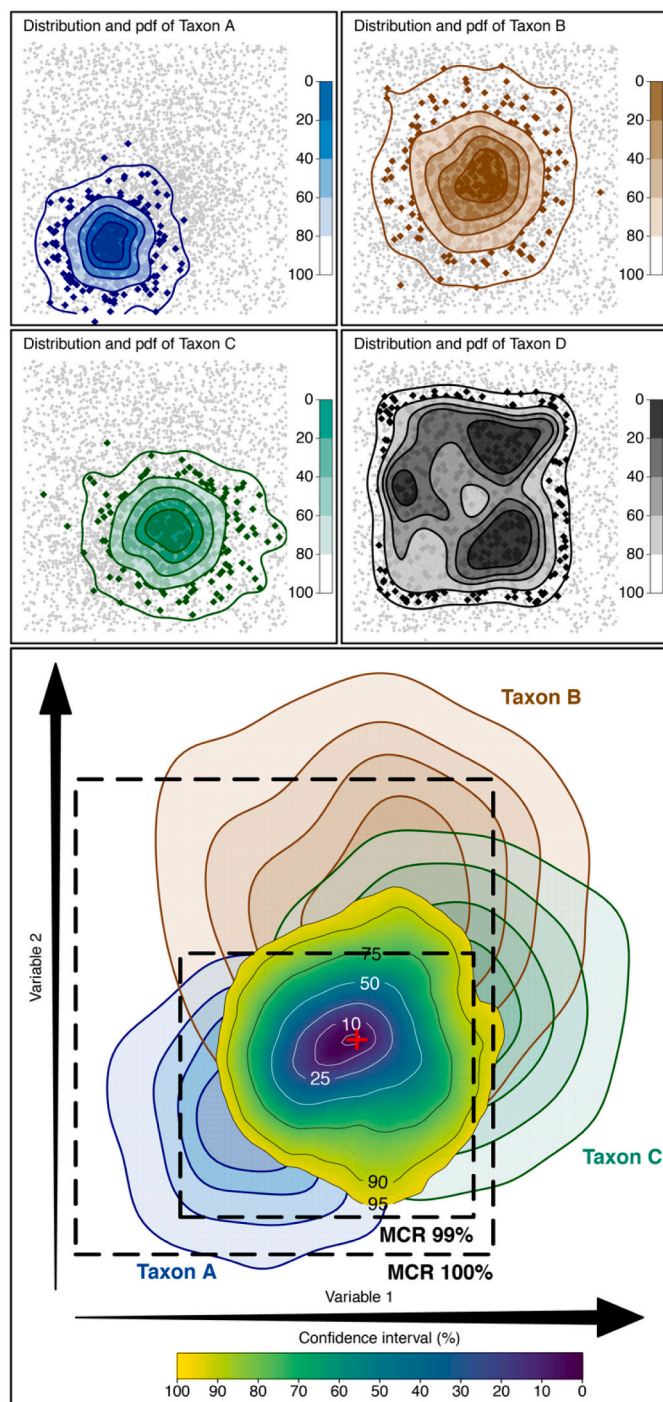 Distribution and pdf of Taxon A
0
20
40
60
80
100
Distribution and pdf of Taxon B
0
20
40
60
80
100
Distribution and pdf of Taxon C
0
20
40
60
80
100
Distribution and pdf of Taxon D
0
20
40
60
80
100
Taxon B
Variable 2
75
50
10
25
Taxon C
90
95
MCR 99%
Taxon A
MCR 100%
Variable 1
Confidence interval (%)
100 90 80 70 60 50 40 30 20 10 0